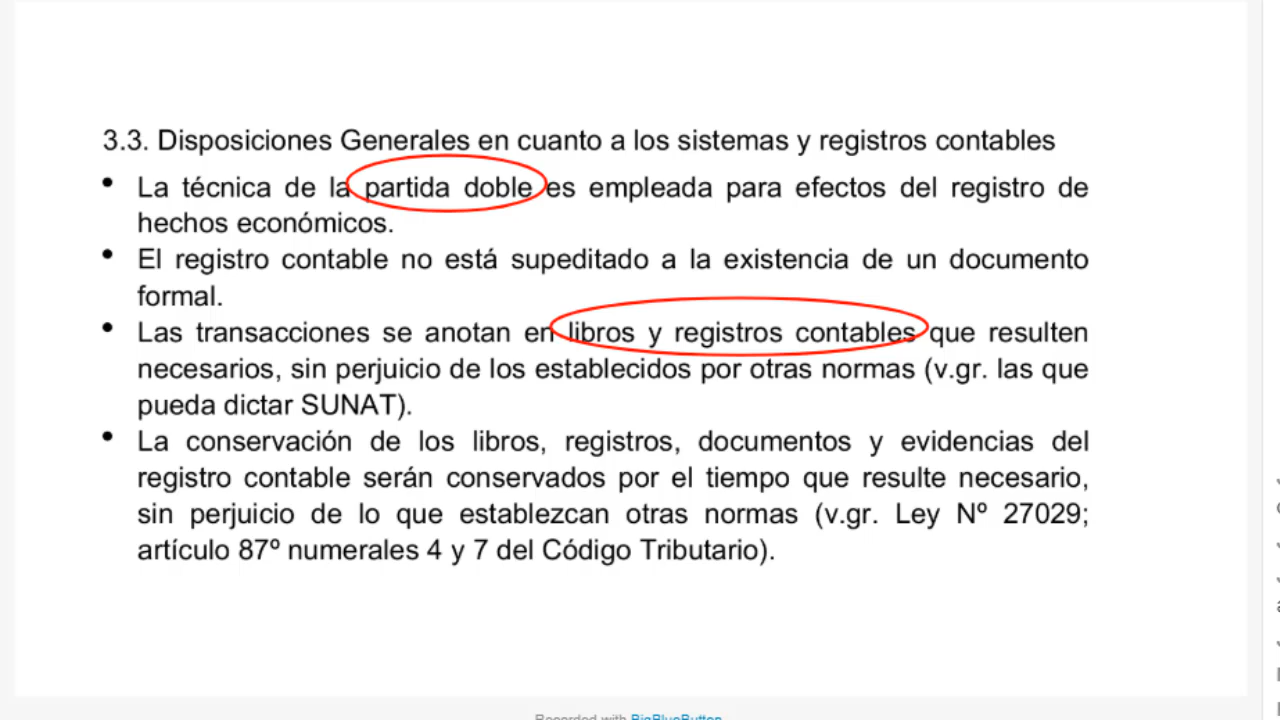 3.3. Disposiciones Generales en cuanto a los sistemas y registros contables
• La técnica de la partida doble es empleada para efectos del registro de
hechos económicos.
• El registro contable no está supeditado a la existencia de un documento
formal.
• Las transacciones se anotan en libros y registros contables que resulten
necesarios, sin perjuicio de los establecidos por otras normas (v.gr. las que
pueda dictar SUNAT).
• La conservación de los libros, registros, documentos y evidencias del
registro contable serán conservados por el tiempo que resulte necesario,
sin perjuicio de lo que establezcan otras normas (v.gr. Ley Nº 27029;
artículo 87º numerales 4 y 7 del Código Tributario).
Recorded with BigBlueButton